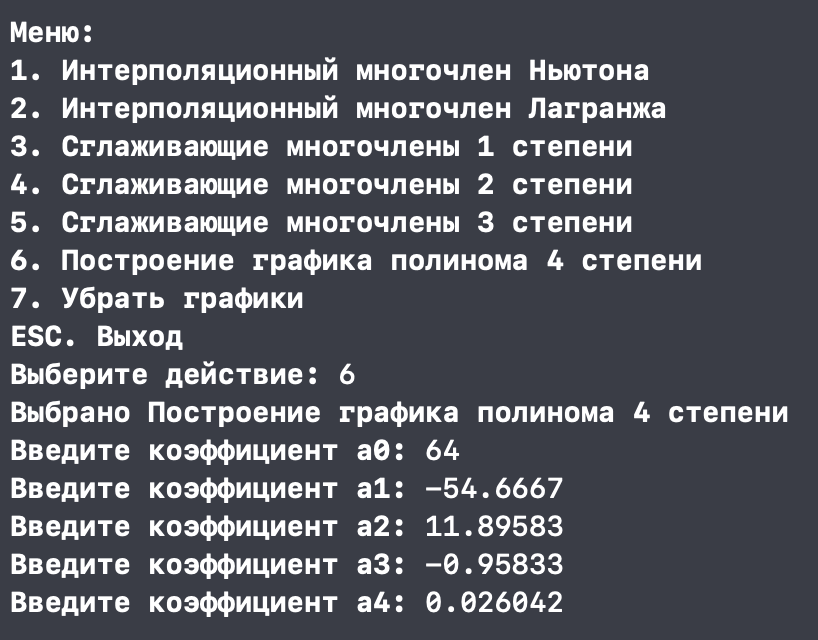 Меню:
1. Интерполяционный многочлен Ньютона
2. Интерполяционный многочлен Лагранжа
3. Сглаживающие многочлены 1 степени
4. Сглаживающие многочлены 2 степени
5. Сглаживающие многочлены 3 степени
6. Построение графика полинома 4 степени
7. Убрать графики
ESC. Выход
Выберите действие: 6
Выбрано Построение графика полинома 4 степени
Введите коэффициент a0: 64
Введите коэффициент a1: -54.6667
Введите коэффициент a2: 11.89583
Введите коэффициент a3: -0.95833
Введите коэффициент a4: 0.026042